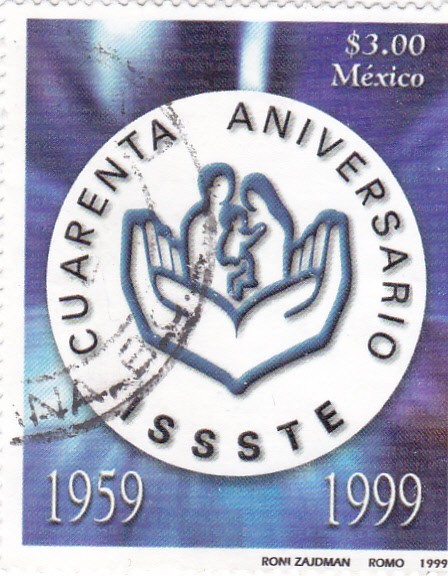 $3.00
México
CUARENTA ANIVERSARIO
ISSSTE
1959
1999
RONI ZAJDMAN ROMO 1999